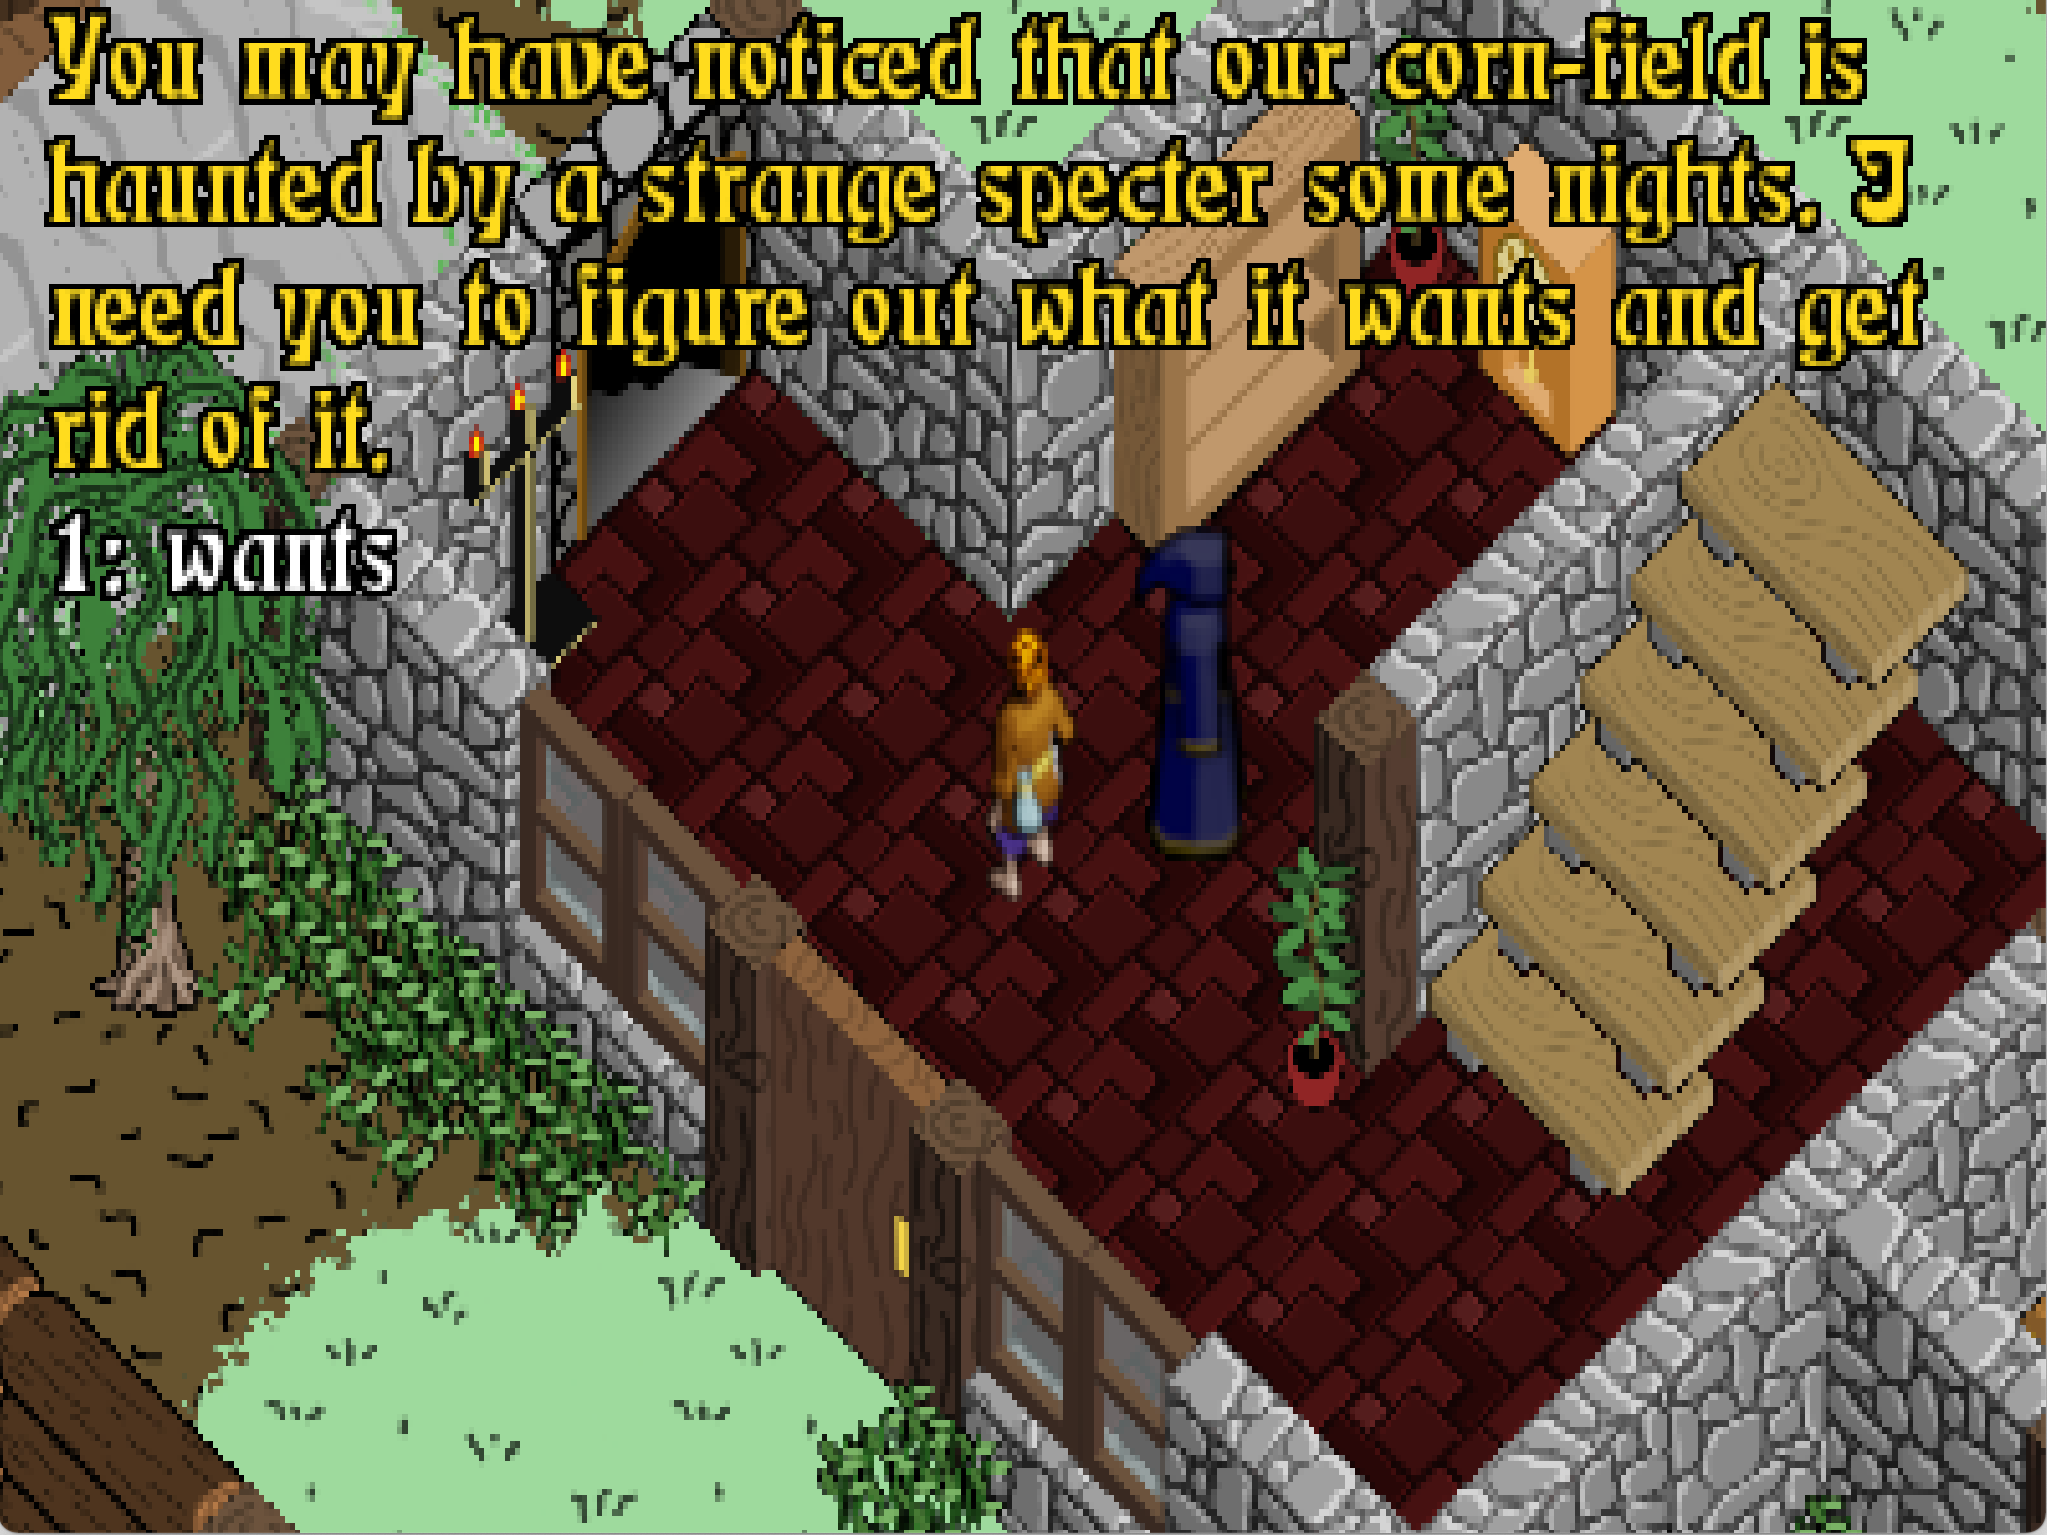 You may have noticed that our corn-field is
haunted by a strange specter some nights. I
need you to figure out what it wants and get
rid of it.
1: wants